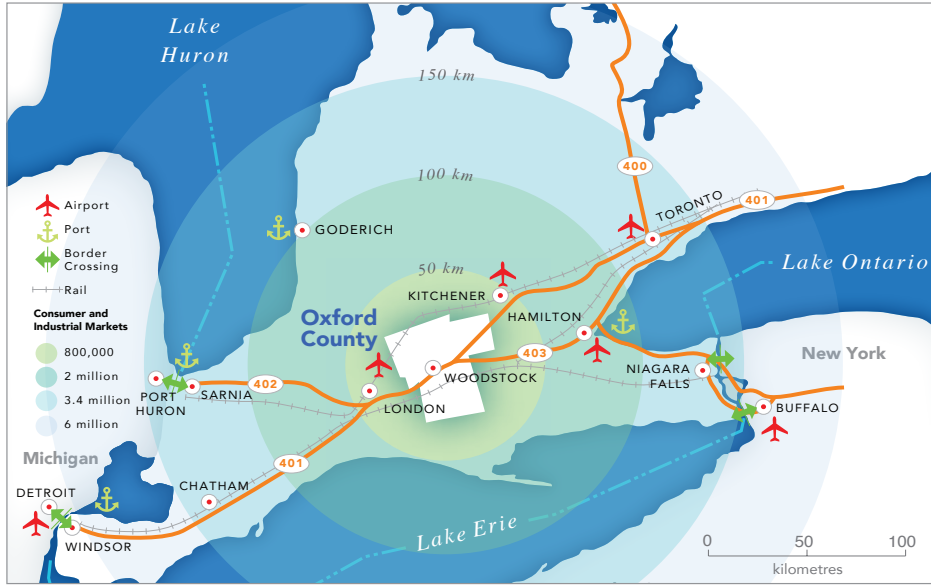 Lake
Huron
150 km
100 km
50 km
400
401
TORONTO
Lake Ontario
Airport
Port
Border
Crossing
Rail
Consumer and
Industrial Markets
800,000
2 million
3.4 million
6 million
GODERICH
KITCHENER
HAMILTON
Oxford
County
403
WOODSTOCK
LONDON
402
PORT
HURON
SARNIA
NIAGARA
FALLS
New York
BUFFALO
Michigan
401
CHATHAM
DETROIT
WINDSOR
Lake Erie
0 50 100
kilometres